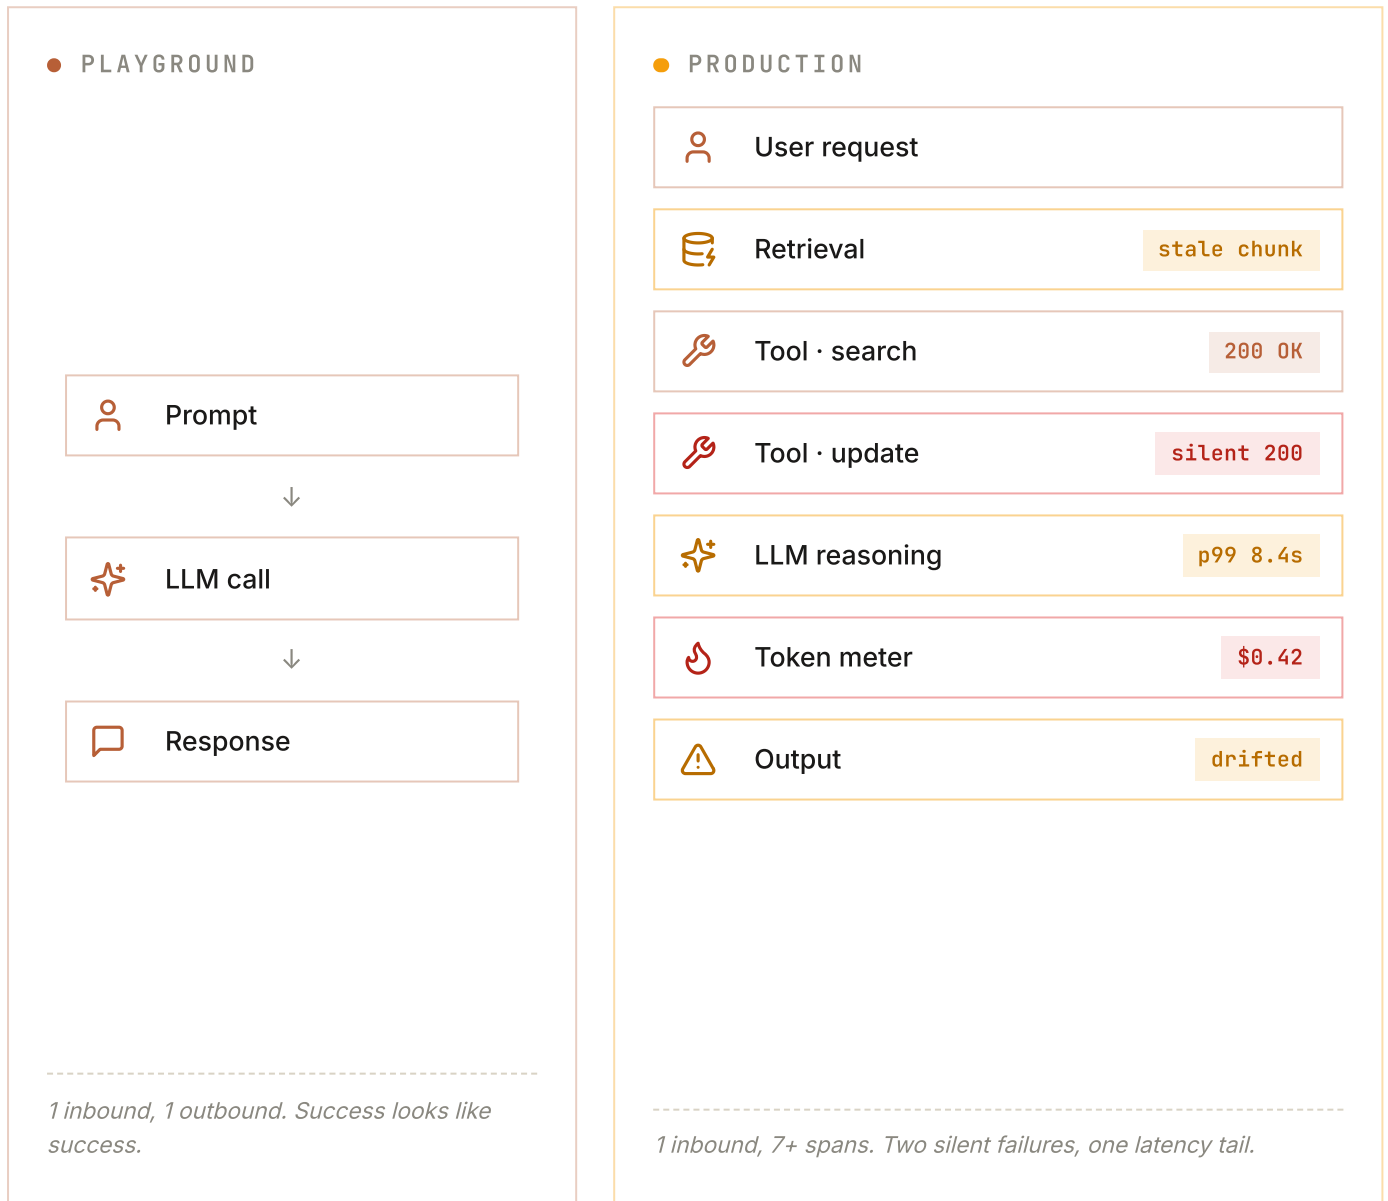 PLAYGROUND
Prompt
LLM call
Response
1 inbound, 1 outbound. Success looks like
success.
PRODUCTION
User request
Retrieval
stale chunk
Tool · search
200 OK
Tool · update
silent 200
LLM reasoning
p99 8.4s
Token meter
$0.42
Output
drifted
1 inbound, 7+ spans. Two silent failures, one latency tail.